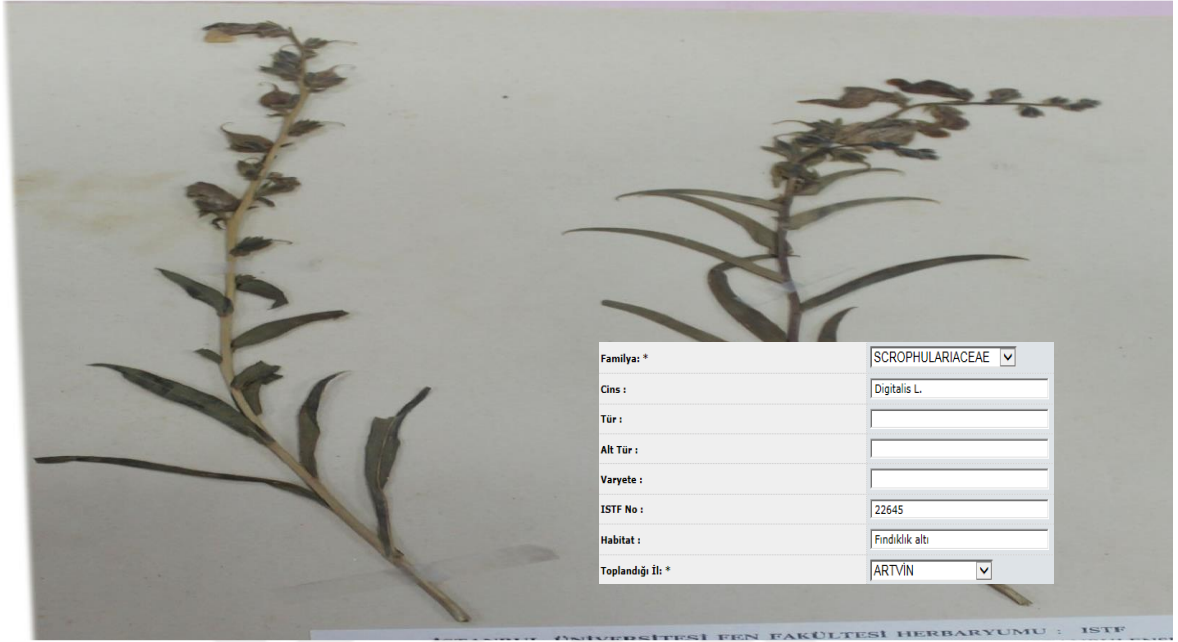 Familya: * SCROPHULARIACEAE
Cins : Digitalis L.
Tür :
Alt Tür :
Varyete :
ISTF No : 22645
Habitat : Fındıklık altı
Toplandığı İl: * ARTVİN
İSTANBUL ÜNİVERSİTESİ FEN FAKÜLTESİ HERBARYUMU : ISTF